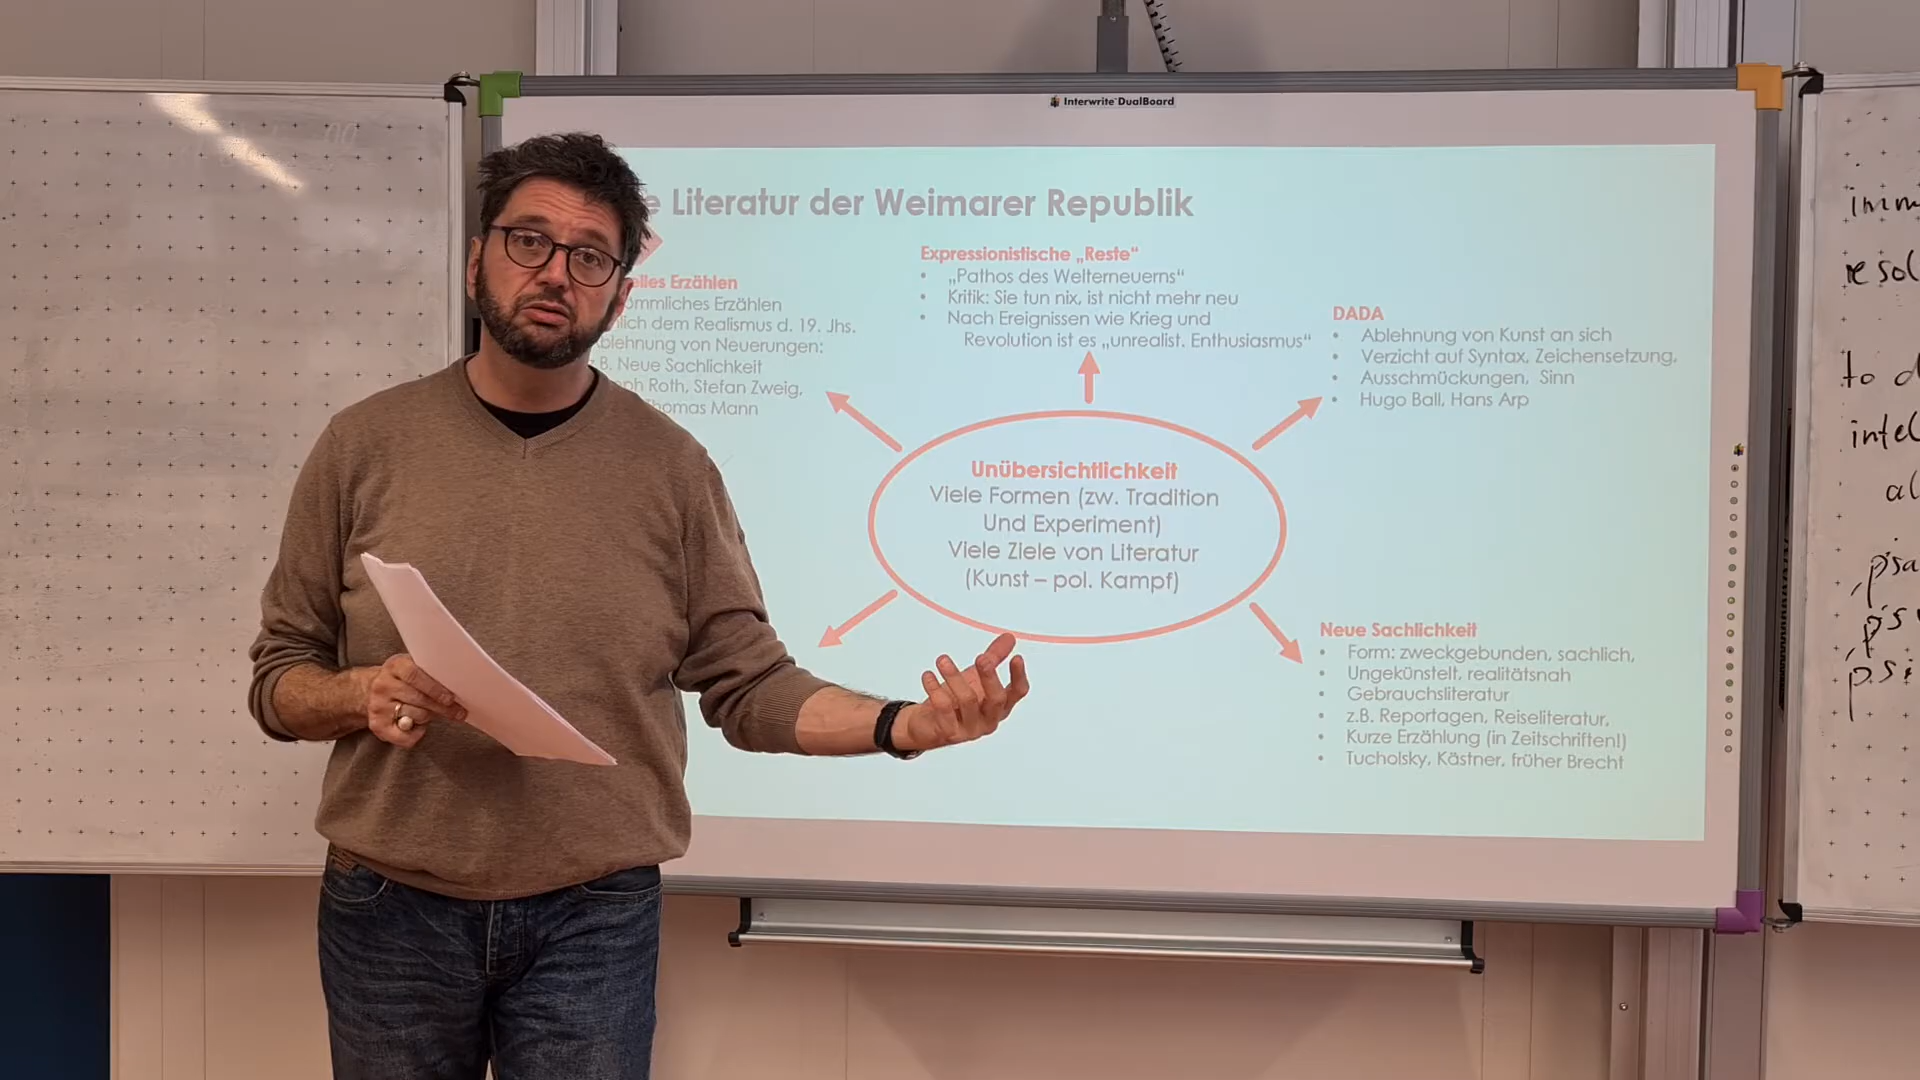 Interwrite DualBoard
Literatur der Weimarer Republik
Expressionistische „Reste“
• „Pathos des Welterneuerns“
• Kritik: Sie tun nix, ist nicht mehr neu
• Nach Ereignissen wie Krieg und
Revolution ist es „unrealist. Enthusiasmus“
Erzählen
Erzählen
dem Realismus d. 19. Jhs.
von Neuerungen:
Neue Sachlichkeit
Roth, Stefan Zweig,
Thomas Mann
DADA
• Ablehnung von Kunst an sich
• Verzicht auf Syntax, Zeichensetzung,
• Ausschmückungen, Sinn
• Hugo Ball, Hans Arp
Unübersichtlichkeit
Viele Formen (zw. Tradition
Und Experiment)
Viele Ziele von Literatur
(Kunst – pol. Kampf)
Neue Sachlichkeit
• Form: zweckgebunden, sachlich,
• Ungekünstelt, realitätsnah
• Gebrauchsliteratur
• z.B. Reportagen, Reiseliteratur,
• Kurze Erzählung (in Zeitschriften!)
• Tucholsky, Kästner, früher Brecht
to